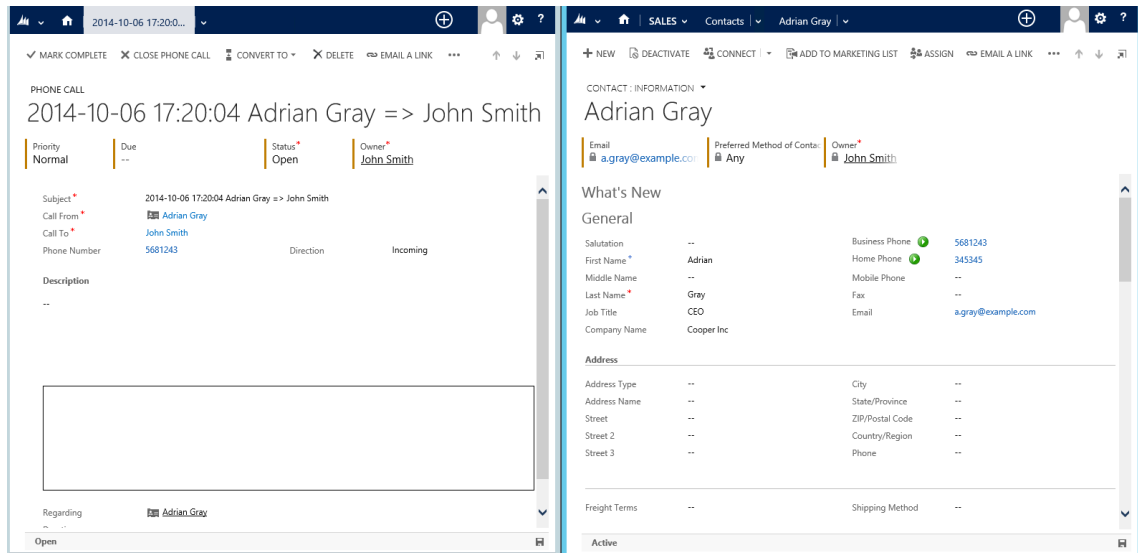 2014-10-06 17:20:0...
?
MARK COMPLETE CLOSE PHONE CALL CONVERT TO DELETE EMAIL A LINK •••
PHONE CALL
2014-10-06 17:20:04 Adrian Gray => John Smith
Priority Due Status* Owner*
Normal -- Open John Smith
Subject* 2014-10-06 17:20:04 Adrian Gray => John Smith
Call From* Adrian Gray
Call To* John Smith
Phone Number 5681243 Direction Incoming
Description
--
Regarding Adrian Gray
Open
SALES Contacts Adrian Gray ?
NEW DEACTIVATE CONNECT ADD TO MARKETING LIST ASSIGN EMAIL A LINK •••
CONTACT : INFORMATION
Adrian Gray
Email Preferred Method of Contac Owner*
a.gray@example.com Any John Smith
What's New
General
Salutation -- Business Phone 5681243
First Name* Adrian Home Phone 345345
Middle Name -- Mobile Phone --
Last Name* Gray Fax --
Job Title CEO Email a.gray@example.com
Company Name Cooper Inc
Address
Address Type -- City --
Address Name -- State/Province --
Street -- ZIP/Postal Code --
Street 2 -- Country/Region --
Street 3 -- Phone --
Freight Terms -- Shipping Method --
Active